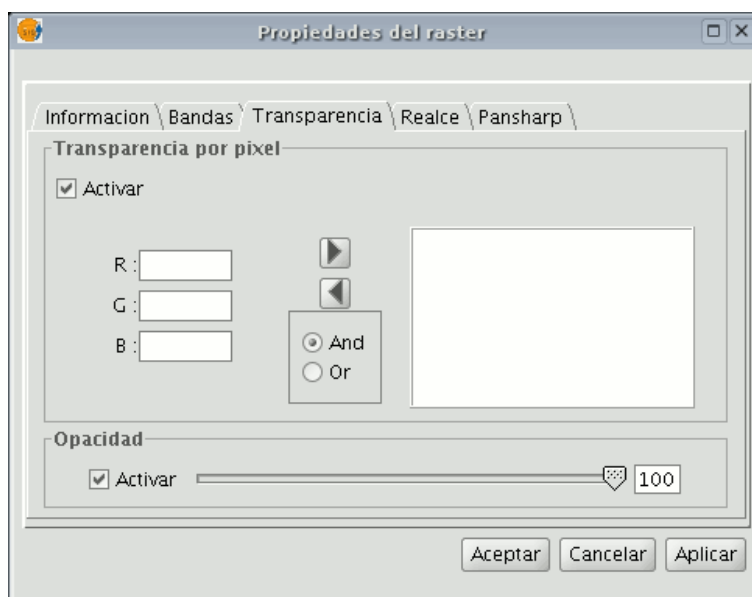 Propiedades del raster
Informacion Bandas Transparencia Realce Pansharp
Transparencia por pixel
Activar
R :
G :
B :
And
Or
Opacidad
Activar 100
Aceptar Cancelar Aplicar